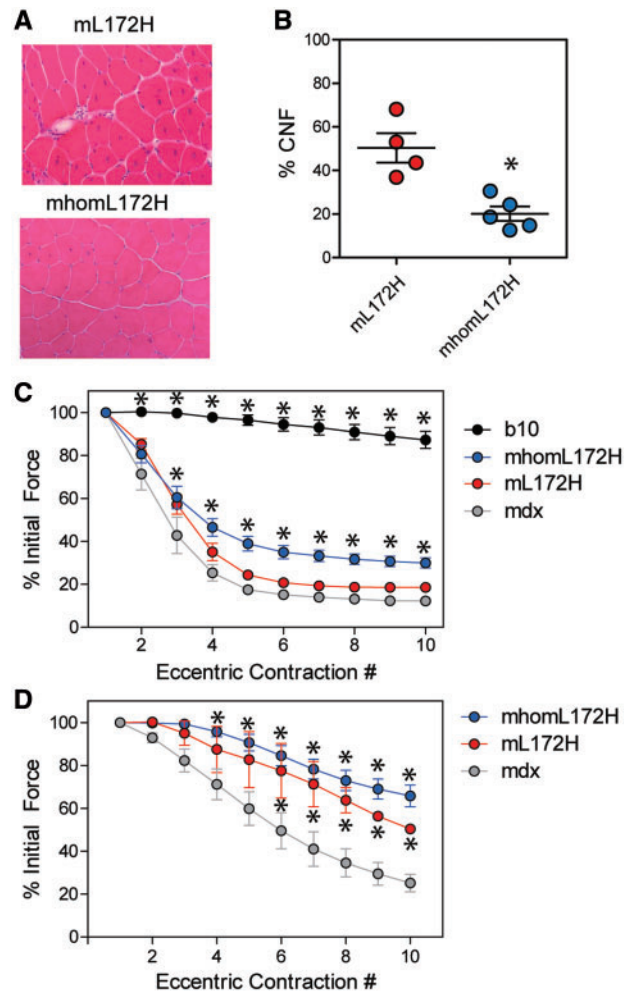 A
mL172H
mhomL172H
B
% CNF
100
80
60
40
20
0
*
mL172H
mhomL172H
C
% Initial Force
100
80
60
40
20
0
* * * * * * * * *
* * * * * * * *
2 4 6 8 10
Eccentric Contraction #
b10
mhomL172H
mL172H
mdx
D
% Initial Force
100
80
60
40
20
0
* * * * * * *
* * * * *
2 4 6 8 10
Eccentric Contraction #
mhomL172H
mL172H
mdx